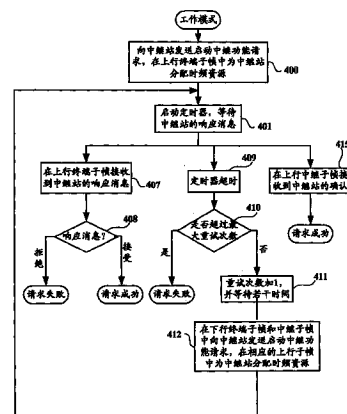 工作模式
向中继站发送启动中继功能请
求，在上行终端子帧中为中继站
分配时频资源
400
启动定时器，等待
中继站的响应消息
401
在上行终端子帧接收
到中继站的响应消息
407
409
定时器超时
415
在上行中继子帧接
收到中继站的确认
响应消息？
408
拒绝
接受
请求失败
请求成功
410
是否超过最
大重试次数
是
否
请求失败
请求成功
重试次数加1，
并等待若干时间
411
412
在下行终端子帧和中继子帧
中向中继站发送启动中继功
能请求，在相应的上行子帧
中为中继站分配时频资源